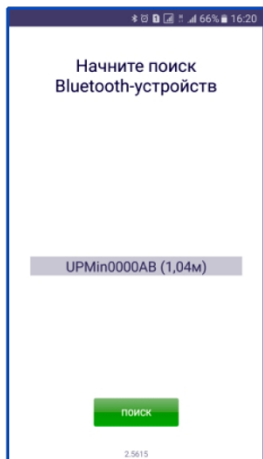 66% 16:20
Начните поиск
Bluetooth-устройств
UPMin0000AB (1,04м)
ПОИСК
2.5615